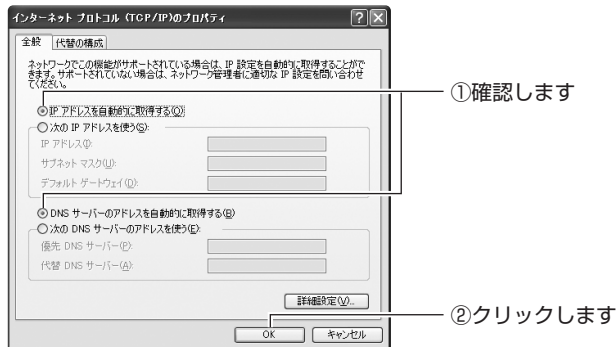 インターネット プロトコル (TCP/IP)のプロパティ
全般
代替の構成
ネットワークでこの機能がサポートされている場合は、IP 設定を自動的に取得することがで
きます。サポートされていない場合は、ネットワーク管理者に適切な IP 設定を問い合わせ
てください。
IP アドレスを自動的に取得する(O)
次の IP アドレスを使う(S):
IP アドレス(I):
サブネット マスク(U):
デフォルト ゲートウェイ(D):
DNS サーバーのアドレスを自動的に取得する(B)
次の DNS サーバーのアドレスを使う(E):
優先 DNS サーバー(P):
代替 DNS サーバー(A):
詳細設定(V)...
OK
キャンセル
①確認します
②クリックします